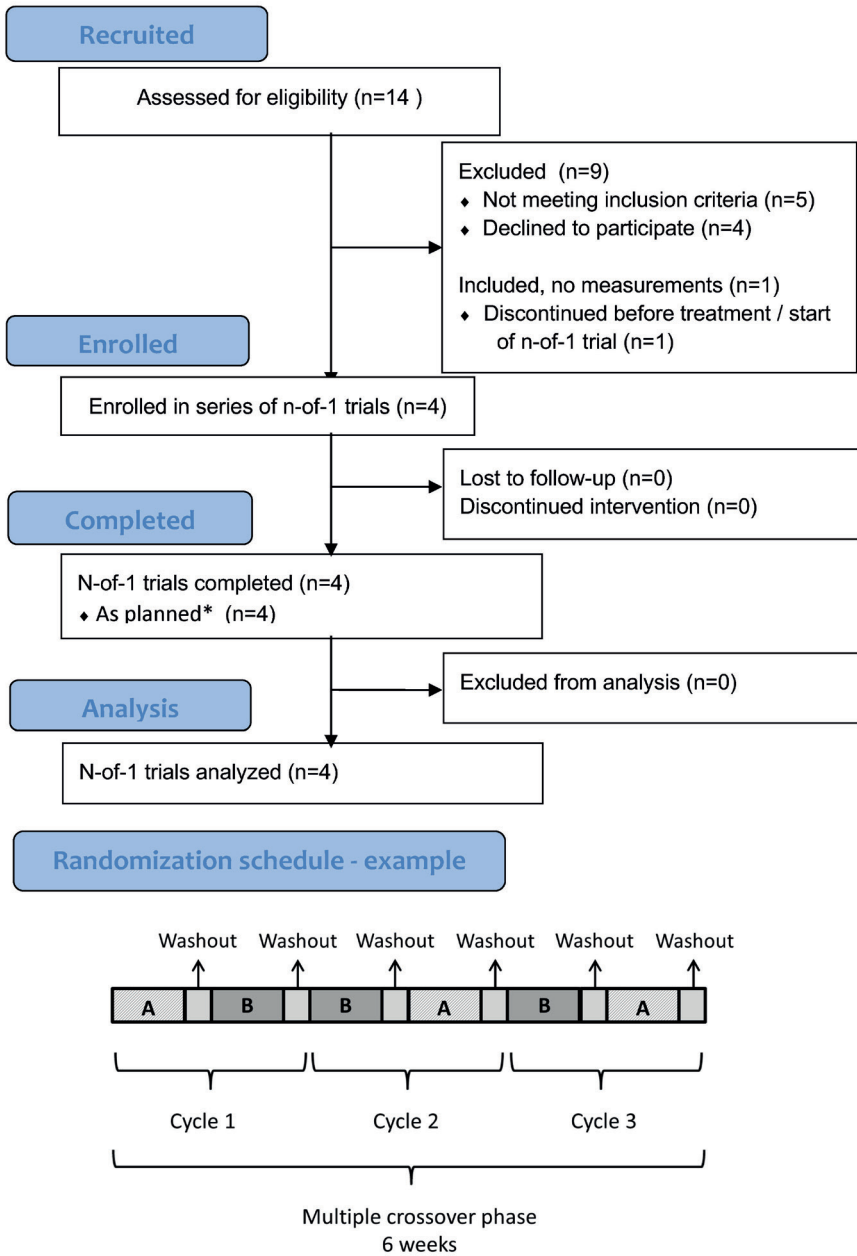 Recruited
Assessed for eligibility (n=14 )
Excluded (n=9)
♦ Not meeting inclusion criteria (n=5)
♦ Declined to participate (n=4)
Included, no measurements (n=1)
♦ Discontinued before treatment / start
of n-of-1 trial (n=1)
Enrolled
Enrolled in series of n-of-1 trials (n=4)
Lost to follow-up (n=0)
Discontinued intervention (n=0)
Completed
N-of-1 trials completed (n=4)
♦ As planned* (n=4)
Excluded from analysis (n=0)
Analysis
N-of-1 trials analyzed (n=4)
Randomization schedule - example
Washout Washout Washout Washout Washout Washout
A B B A B A
Cycle 1 Cycle 2 Cycle 3
Multiple crossover phase
6 weeks